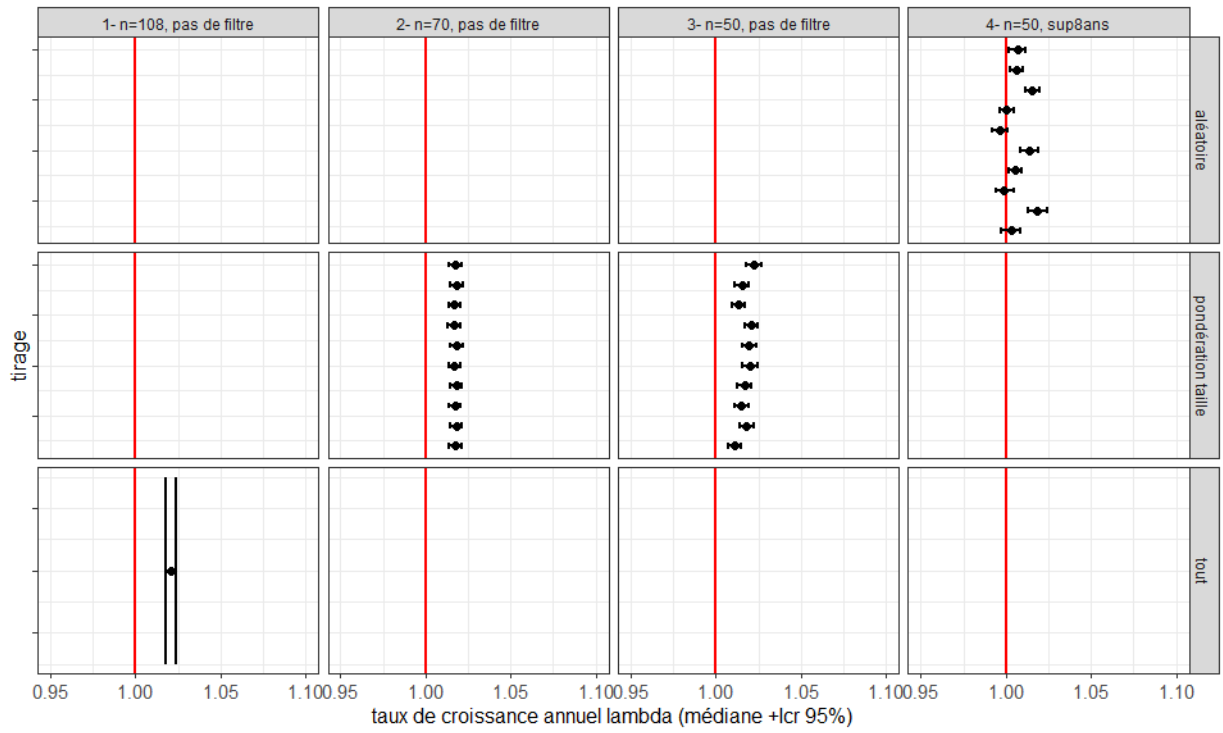 1- n=108, pas de filtre
2- n=70, pas de filtre
3- n=50, pas de filtre
4- n=50, sup8ans
aléatoire
pondération taille
tout
tirage
0.95 1.00 1.05 1.10 0.95 1.00 1.05 1.10 0.95 1.00 1.05 1.10 0.95 1.00 1.05 1.10
taux de croissance annuel lambda (médiane +Icr 95%)